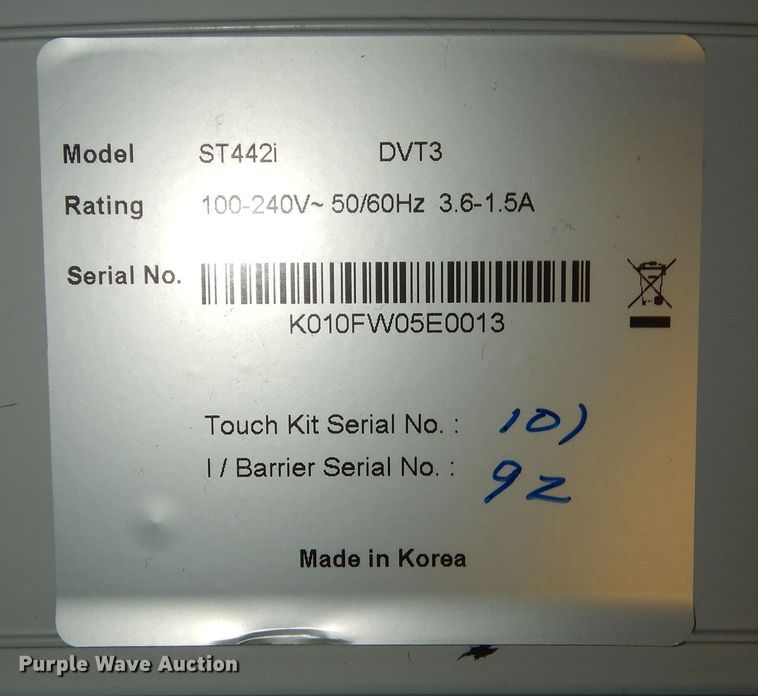 Model ST442i DVT3
Rating 100-240V~ 50/60Hz 3.6-1.5A
Serial No.
K010FW05E0013
Touch Kit Serial No. : 101
I / Barrier Serial No. : 92
Made in Korea
Purple Wave Auction